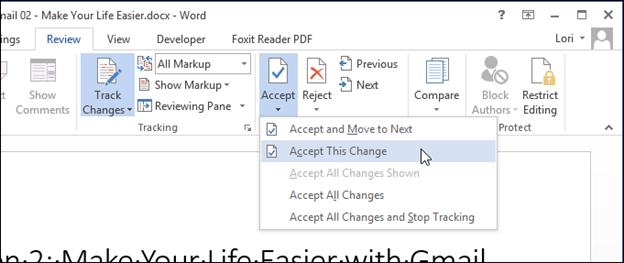 mail 02 - Make Your Life Easier.docx - Word
ngs Review View Developer Foxit Reader PDF Lori
Show Comments
Track Changes
All Markup
Show Markup
Reviewing Pane
Tracking
Accept
Reject
Previous
Next
Compare
Block Authors
Restrict Editing
Protect
Accept and Move to Next
Accept This Change
Accept All Changes Shown
Accept All Changes
Accept All Changes and Stop Tracking
on·2:·Make·Your·Life·Easier·with·Gmail